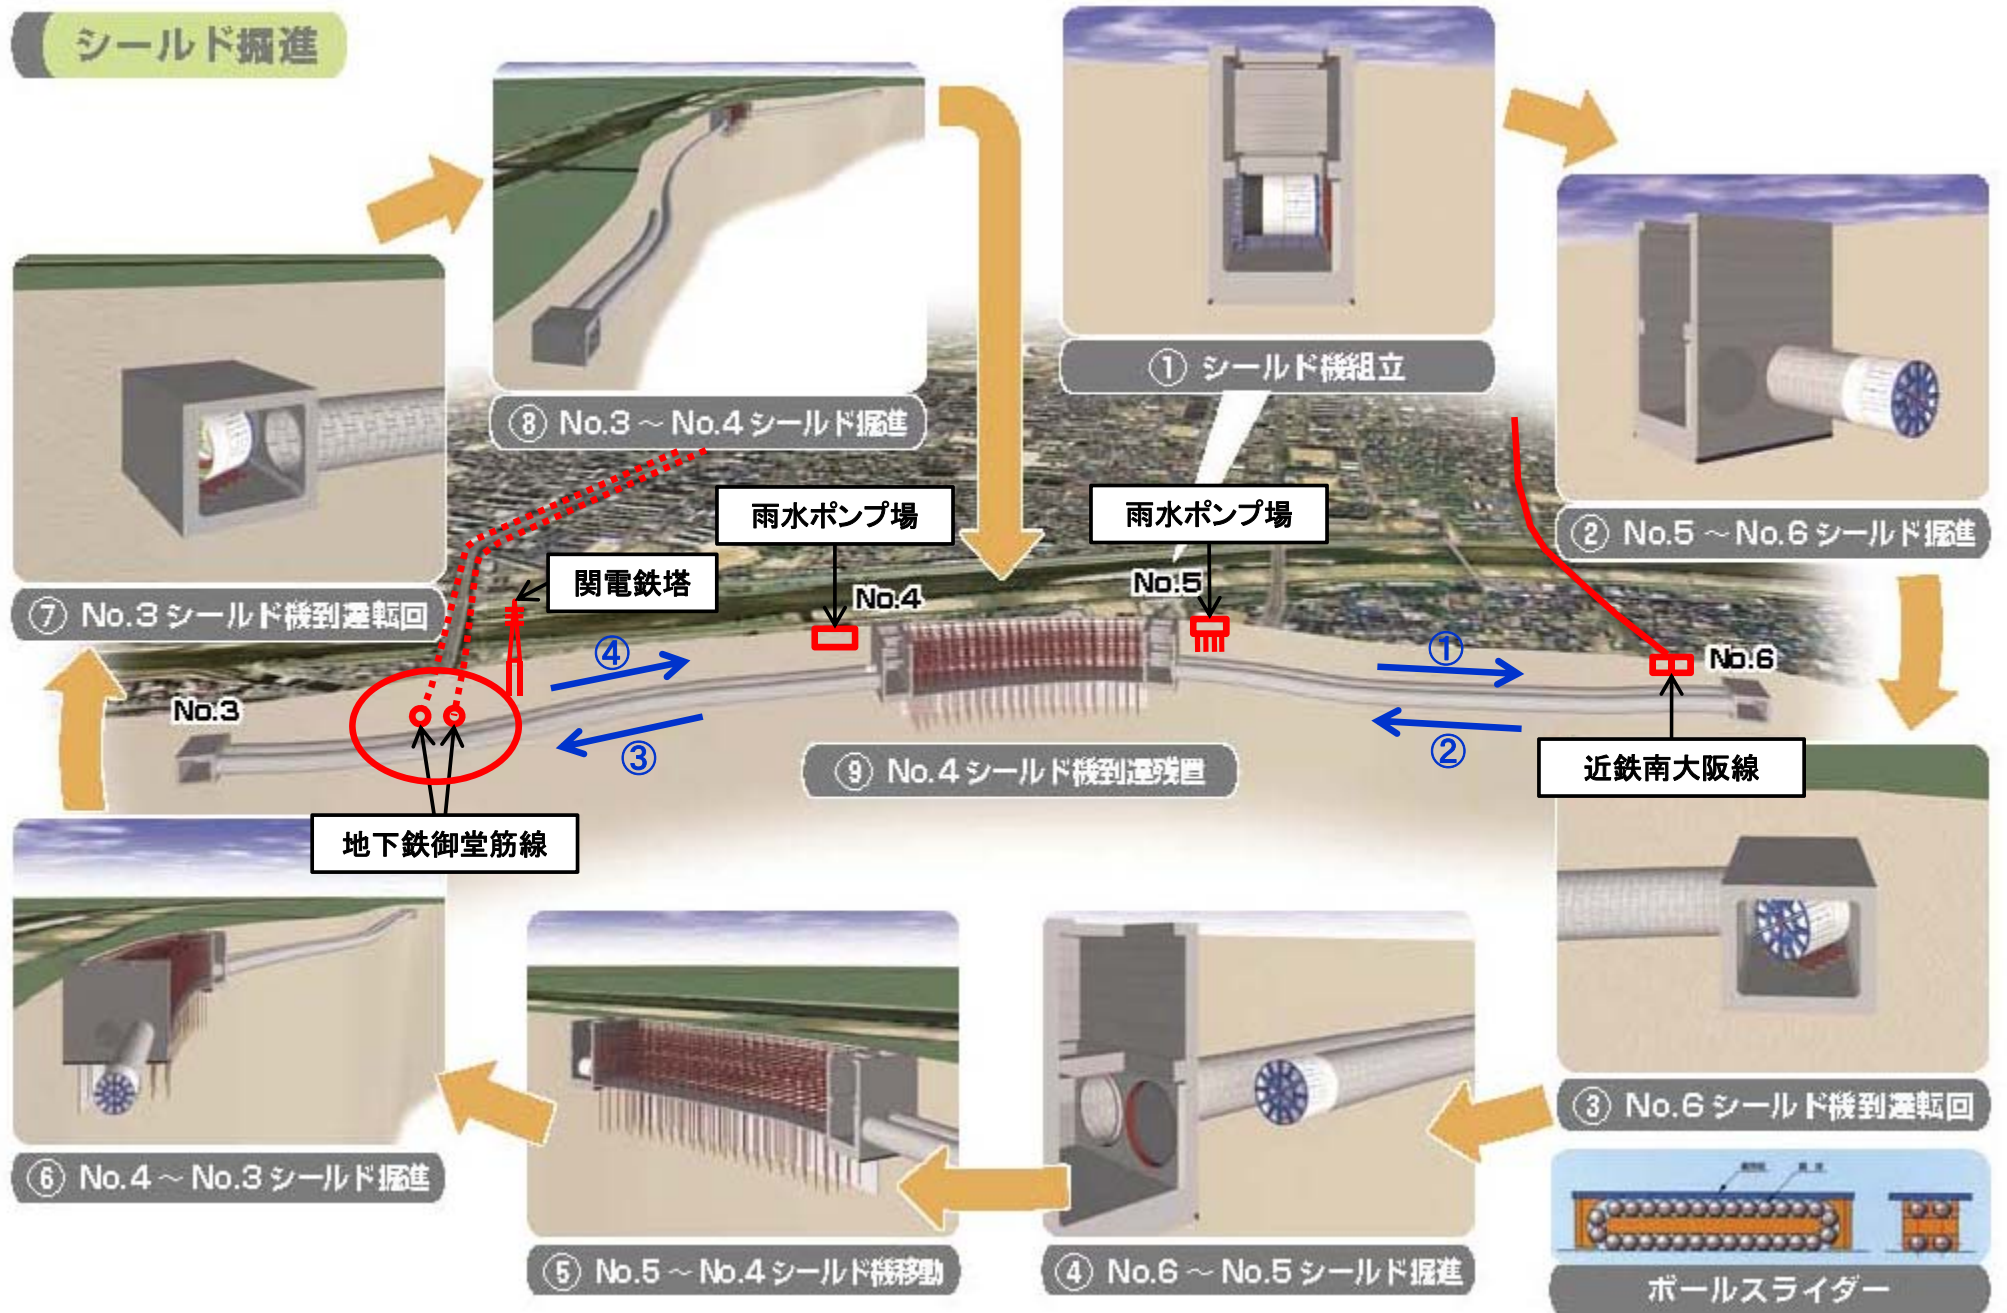 シールド掘進
① シールド機組立
② No.5～No.6シールド掘進
③ No.6シールド機到達転回
④ No.6～No.5シールド掘進
⑤ No.5～No.4シールド機移動
⑥ No.4～No.3シールド掘進
⑦ No.3シールド機到達転回
⑧ No.3～No.4シールド掘進
⑨ No.4シールド機到達残置
雨水ポンプ場
雨水ポンプ場
関電鉄塔
No.3
No.4
No.5
No.6
①
②
③
④
地下鉄御堂筋線
近鉄南大阪線
ボールスライダー